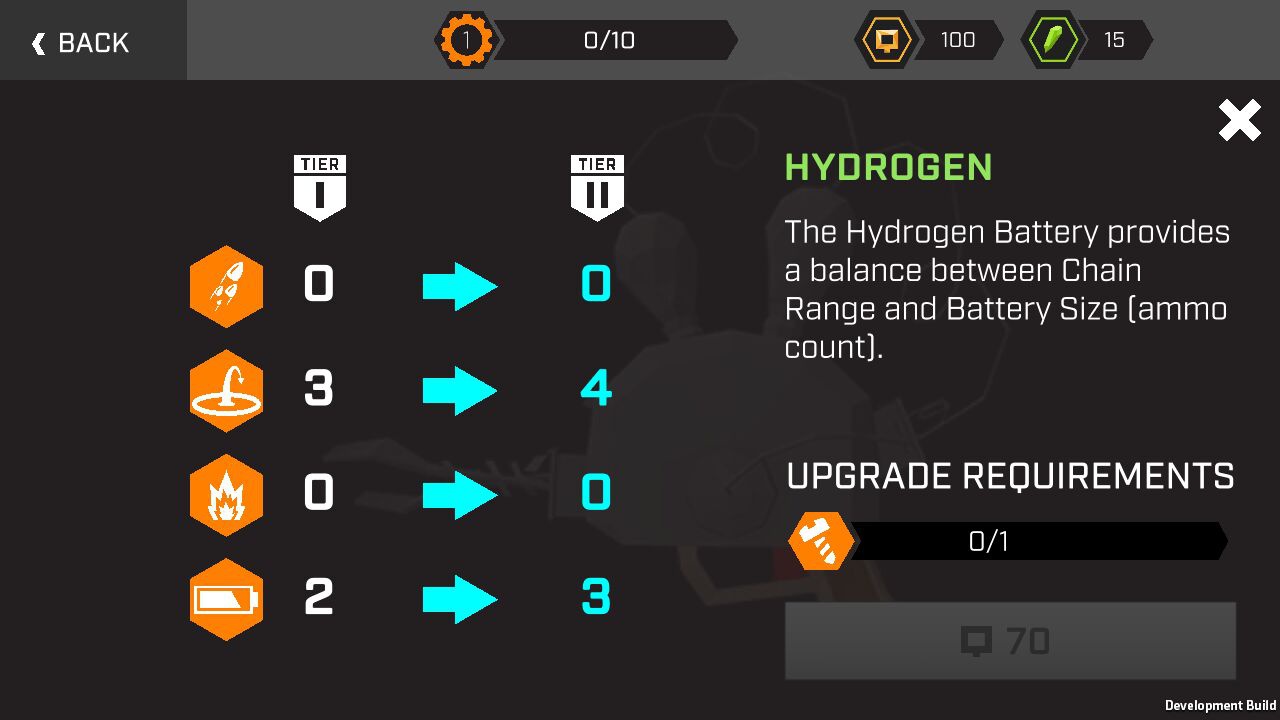 BACK
1
0/10
100
15
TIER
I
TIER
II
0
0
3
4
0
0
2
3
HYDROGEN
The Hydrogen Battery provides
a balance between Chain
Range and Battery Size (ammo
count).
UPGRADE REQUIREMENTS
0/1
70
Development Build